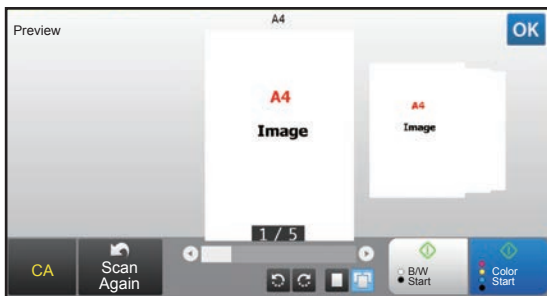 A4
Preview
OK
A4
Image
A4
Image
1 / 5
CA
Scan
Again
B/W
Start
Color
Start